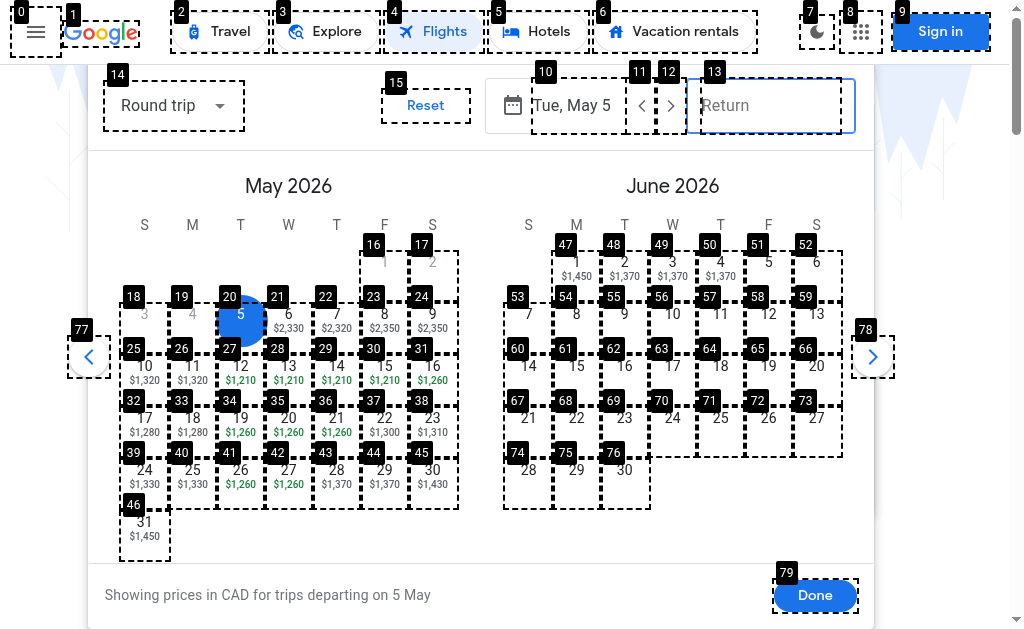 0 1 2 3 4 5 6 7 8 9
Google Travel Explore Flights Hotels Vacation rentals Sign in
14 15 10 11 12 13
Round trip Reset Tue, May 5 Return
May 2026 June 2026
S M T W T F S S M T W T F S
16 17 47 48 49 50 51 52
1 2 1 2 3 4 5 6
$1,450 $1,370 $1,370 $1,370
18 19 20 21 22 23 24 53 54 55 56 57 58 59
3 4 5 6 7 8 9 7 8 9 10 11 12 13
$2,330 $2,320 $2,350 $2,350
77 78
25 26 27 28 29 30 31 60 61 62 63 64 65 66
10 11 12 13 14 15 16 14 15 16 17 18 19 20
$1,320 $1,320 $1,210 $1,210 $1,210 $1,210 $1,260
32 33 34 35 36 37 38 67 68 69 70 71 72 73
17 18 19 20 21 22 23 21 22 23 24 25 26 27
$1,280 $1,280 $1,260 $1,260 $1,260 $1,300 $1,310
39 40 41 42 43 44 45 74 75 76
24 25 26 27 28 29 30 28 29 30
$1,330 $1,330 $1,260 $1,260 $1,370 $1,370 $1,430
46
31
$1,450
79
Showing prices in CAD for trips departing on 5 May Done